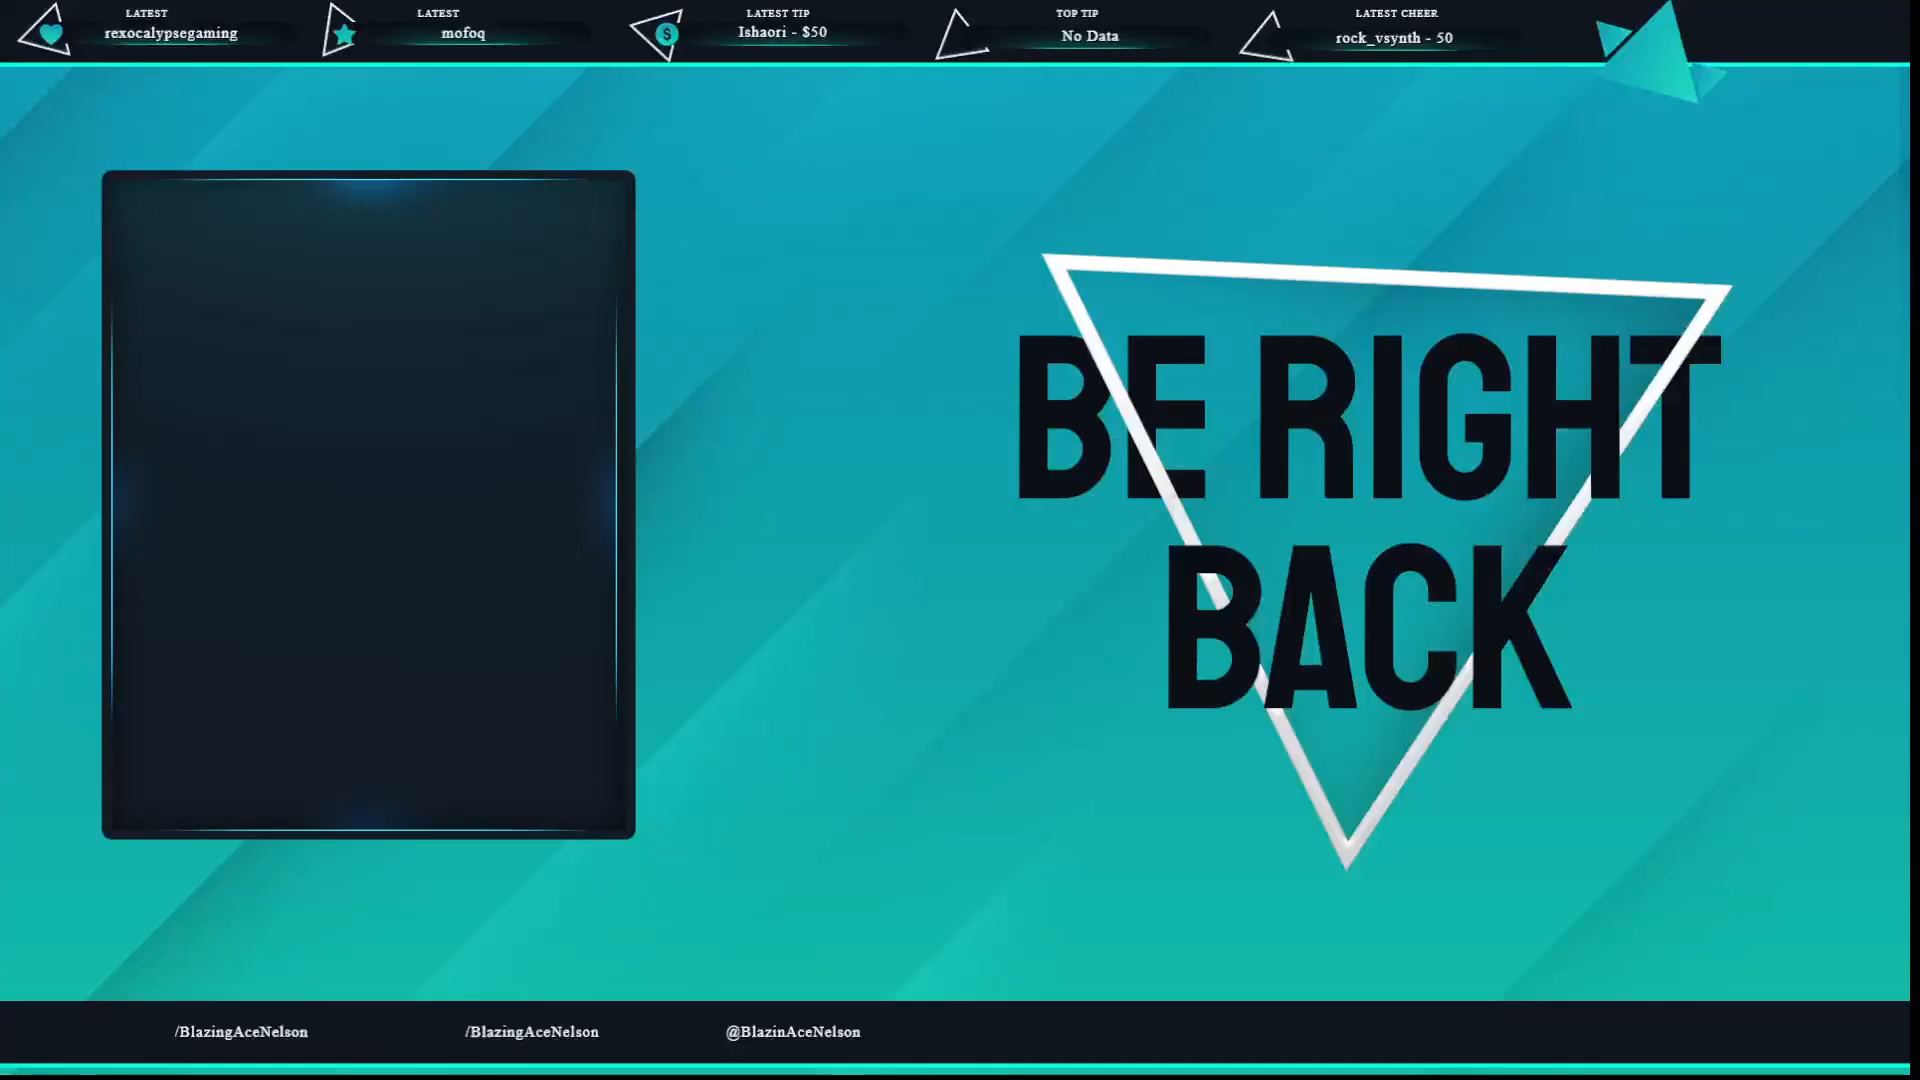 LATEST
rexocalypsegaming
LATEST
mofoq
LATEST TIP
Ishaori - $50
TOP TIP
No Data
LATEST CHEER
rock_vsynth - 50
BE RIGHT
BACK
/BlazingAceNelson
/BlazingAceNelson
@BlazinAceNelson